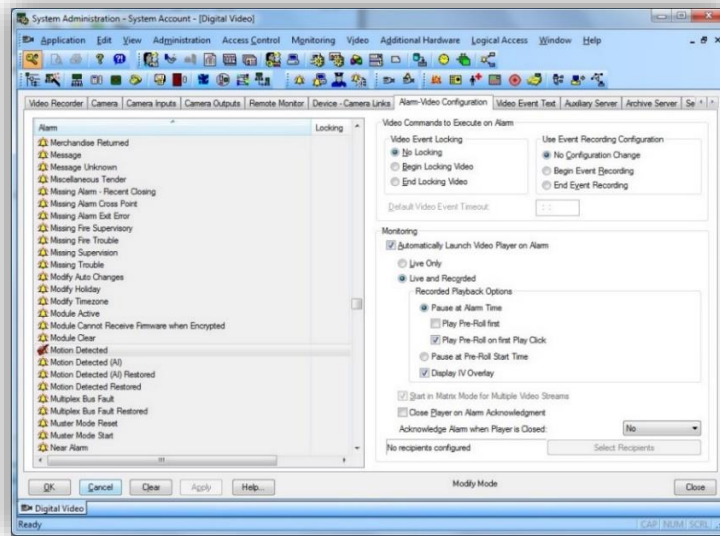 System Administration - System Account - [Digital Video]
Application Edit View Administration Access Control Monitoring Video Additional Hardware Logical Access Window Help
Video Recorder Camera Camera Inputs Camera Outputs Remote Monitor Device - Camera Links Alarm-Video Configuration Video Event Text Auxiliary Server Archive Server Se
Alarm Locking
Merchandise Returned
Message
Message Unknown
Miscellaneous Tender
Missing Alarm - Recent Closing
Missing Alarm Cross Point
Missing Alarm Exit Error
Missing Fire Supervisory
Missing Fire Trouble
Missing Supervision
Missing Trouble
Modify Auto Changes
Modify Holiday
Modify Timezone
Module Active
Module Cannot Receive Firmware when Encrypted
Module Clear
Motion Detected
Motion Detected (AI)
Motion Detected (AI) Restored
Motion Detected Restored
Multiplex Bus Fault
Multiplex Bus Fault Restored
Muster Mode Reset
Muster Mode Start
Near Alarm
Video Commands to Execute on Alarm
Video Event Locking
No Locking
Begin Locking Video
End Locking Video
Use Event Recording Configuration
No Configuration Change
Begin Event Recording
End Event Recording
Default Video Event Timeout: : :
Monitoring
Automatically Launch Video Player on Alarm
Live Only
Live and Recorded
Recorded Playback Options
Pause at Alarm Time
Play Pre-Roll first
Play Pre-Roll on first Play Click
Pause at Pre-Roll Start Time
Display IV Overlay
Start in Matrix Mode for Multiple Video Streams
Close Player on Alarm Acknowledgment
Acknowledge Alarm when Player is Closed: No
No recipients configured Select Recipients
OK Cancel Clear Apply Help... Modify Mode Close
Digital Video
Ready CAP NUM SCRL